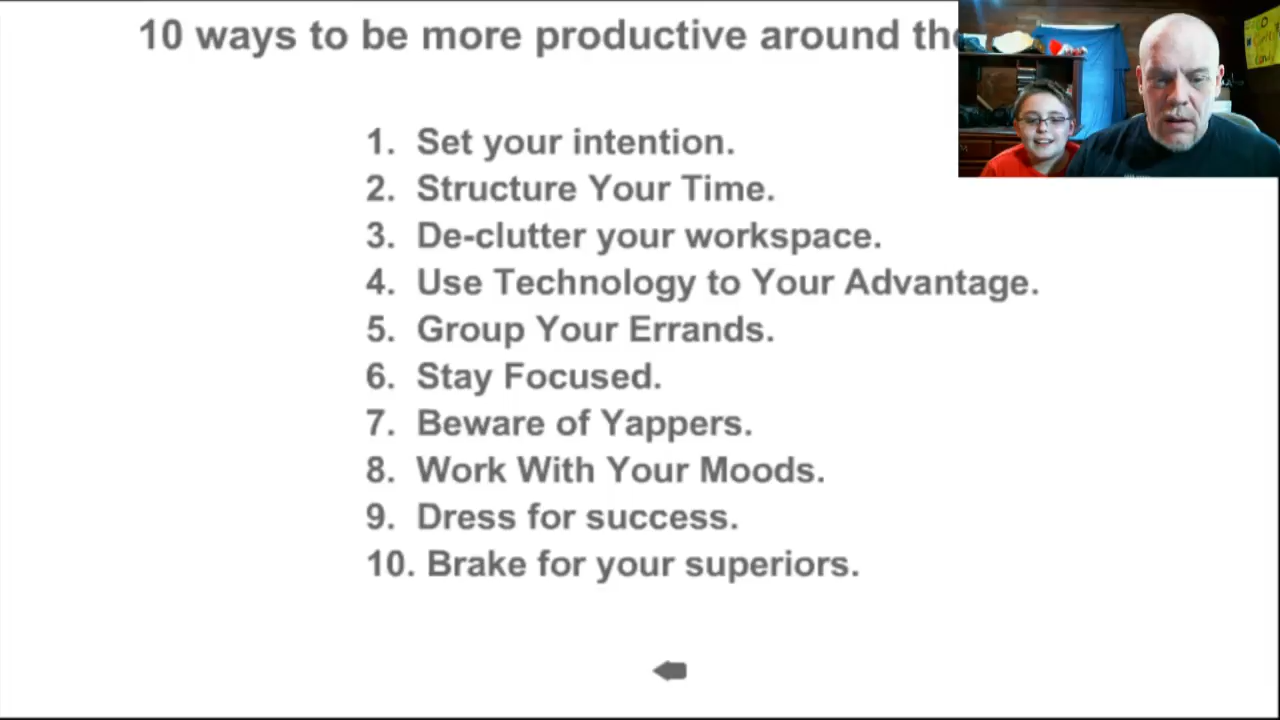 10 ways to be more productive around the
1. Set your intention.
2. Structure Your Time.
3. De-clutter your workspace.
4. Use Technology to Your Advantage.
5. Group Your Errands.
6. Stay Focused.
7. Beware of Yappers.
8. Work With Your Moods.
9. Dress for success.
10. Brake for your superiors.